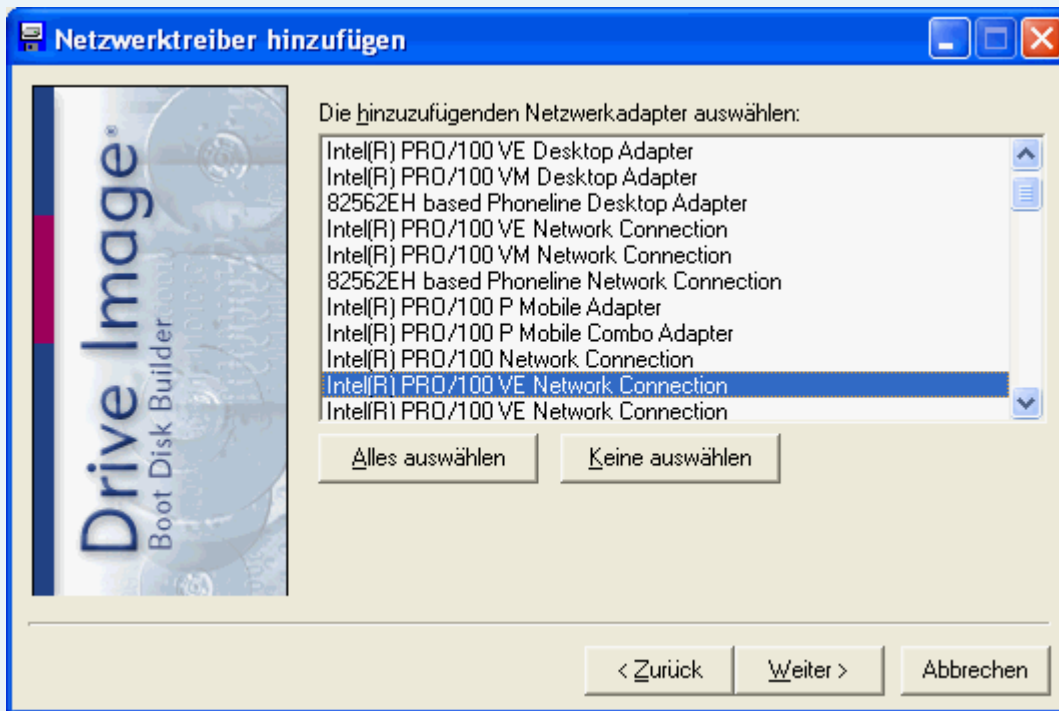 Netzwerktreiber hinzufügen
Drive Image®
Boot Disk Builder
Die hinzuzufügenden Netzwerkadapter auswählen:
Intel(R) PRO/100 VE Desktop Adapter
Intel(R) PRO/100 VM Desktop Adapter
82562EH based Phoneline Desktop Adapter
Intel(R) PRO/100 VE Network Connection
Intel(R) PRO/100 VM Network Connection
82562EH based Phoneline Network Connection
Intel(R) PRO/100 P Mobile Adapter
Intel(R) PRO/100 P Mobile Combo Adapter
Intel(R) PRO/100 Network Connection
Intel(R) PRO/100 VE Network Connection
Intel(R) PRO/100 VE Network Connection
Alles auswählen
Keine auswählen
< Zurück
Weiter >
Abbrechen